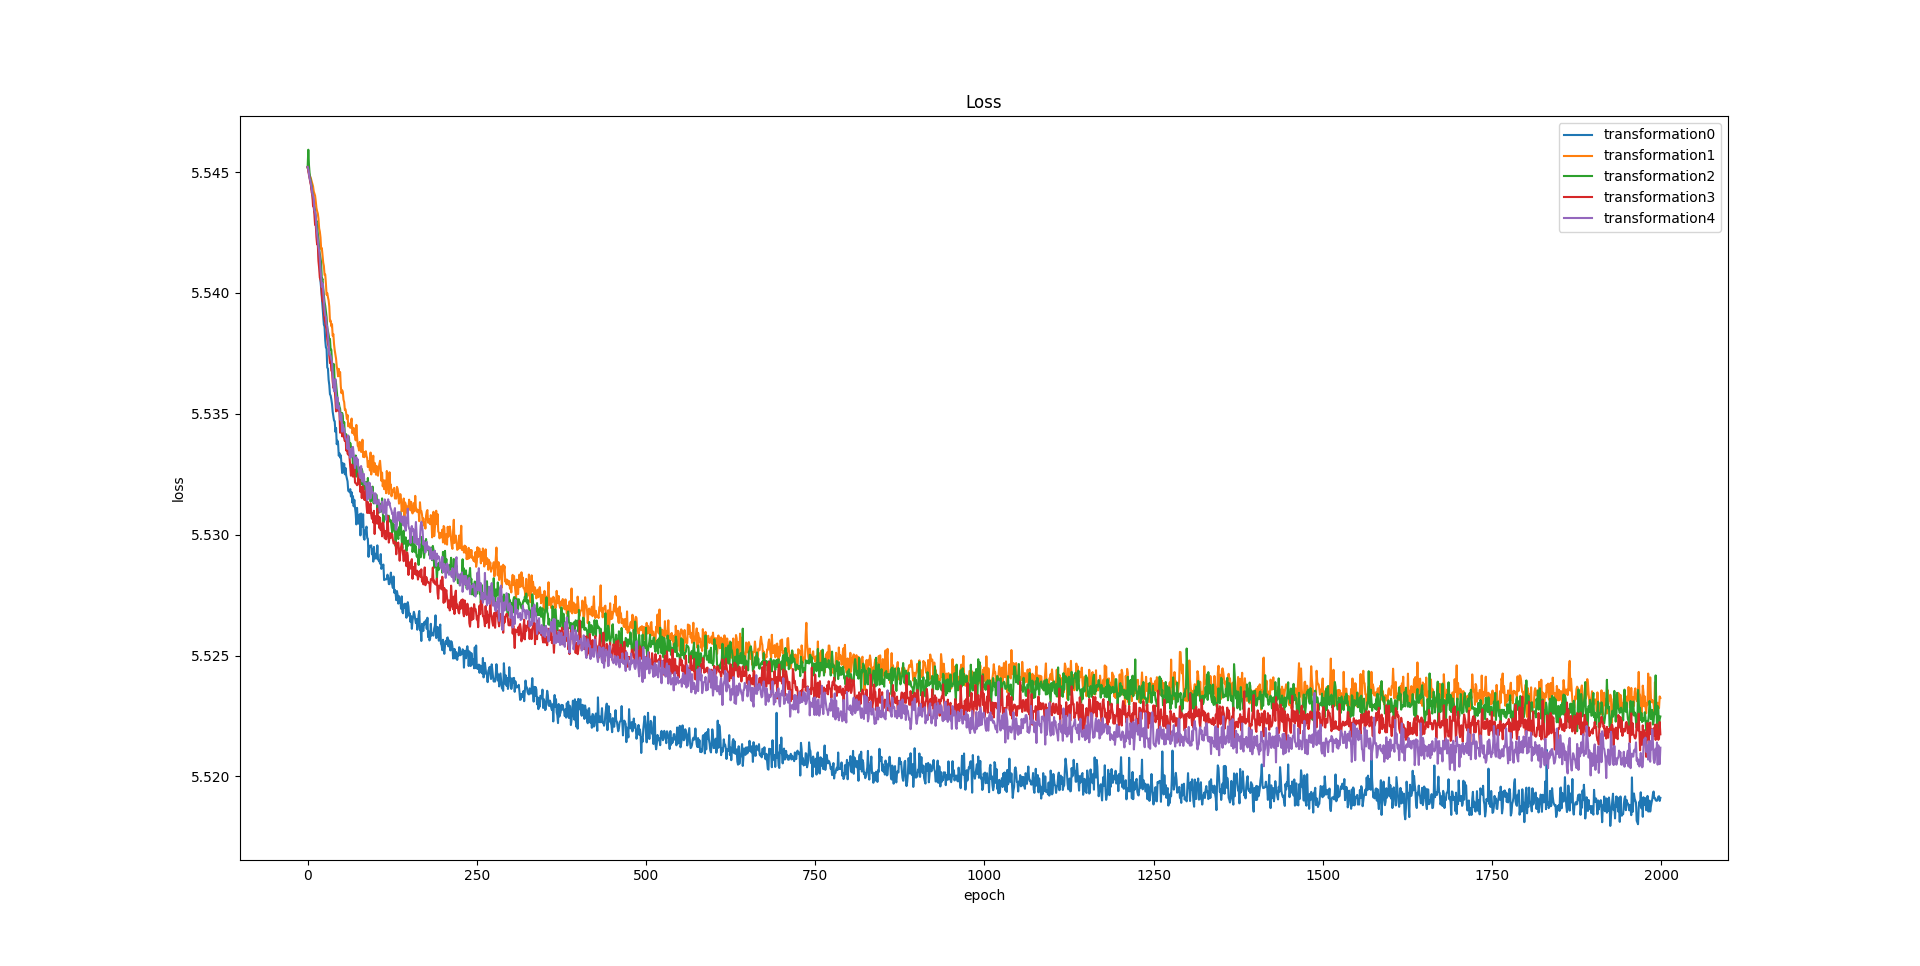 Loss
transformation0
transformation1
transformation2
transformation3
transformation4
5.545
5.540
5.535
5.530
5.525
5.520
loss
0 250 500 750 1000 1250 1500 1750 2000
epoch